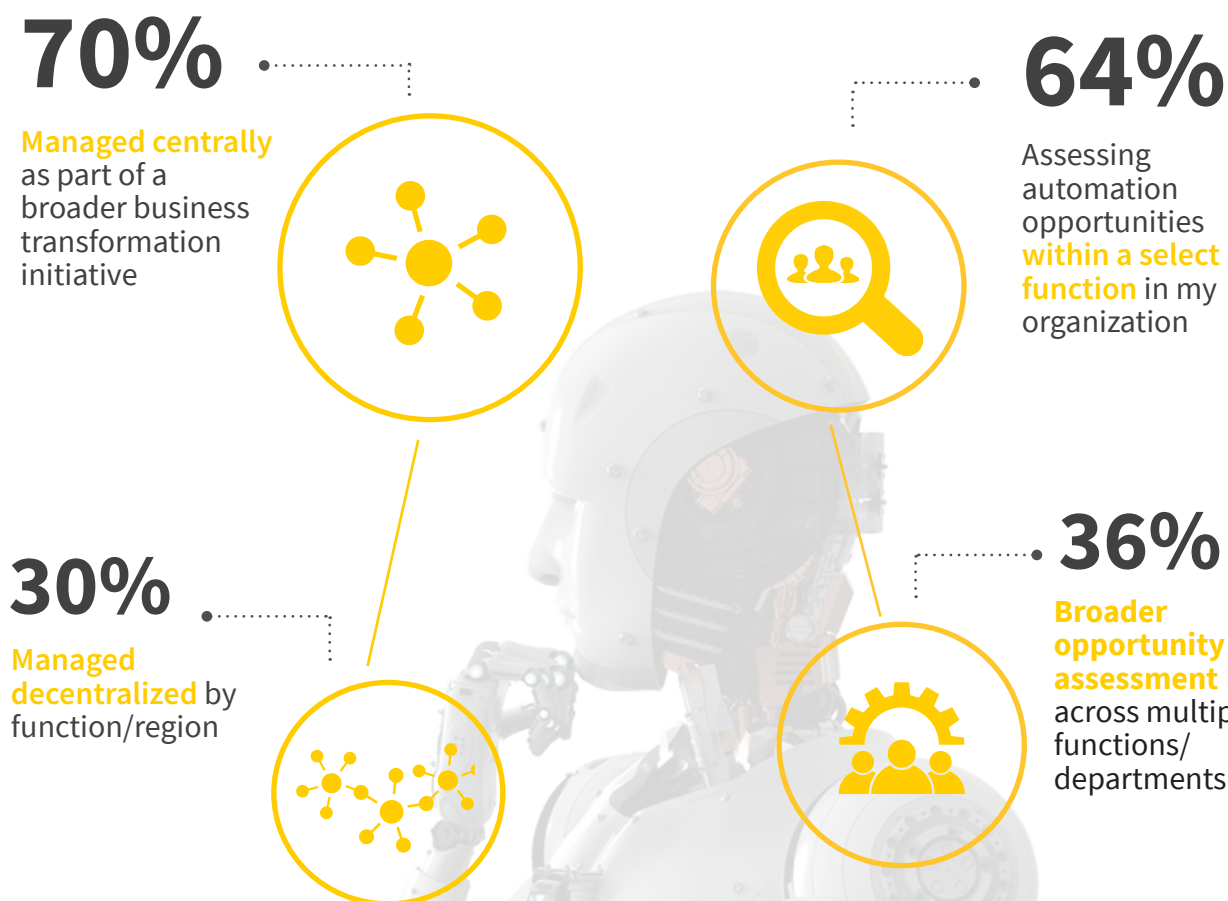 70%
Managed centrally
as part of a
broader business
transformation
initiative
64%
Assessing
automation
opportunities
within a select
function in my
organization
30%
Managed
decentralized by
function/region
36%
Broader
opportunity
assessment
across
functions/
departments